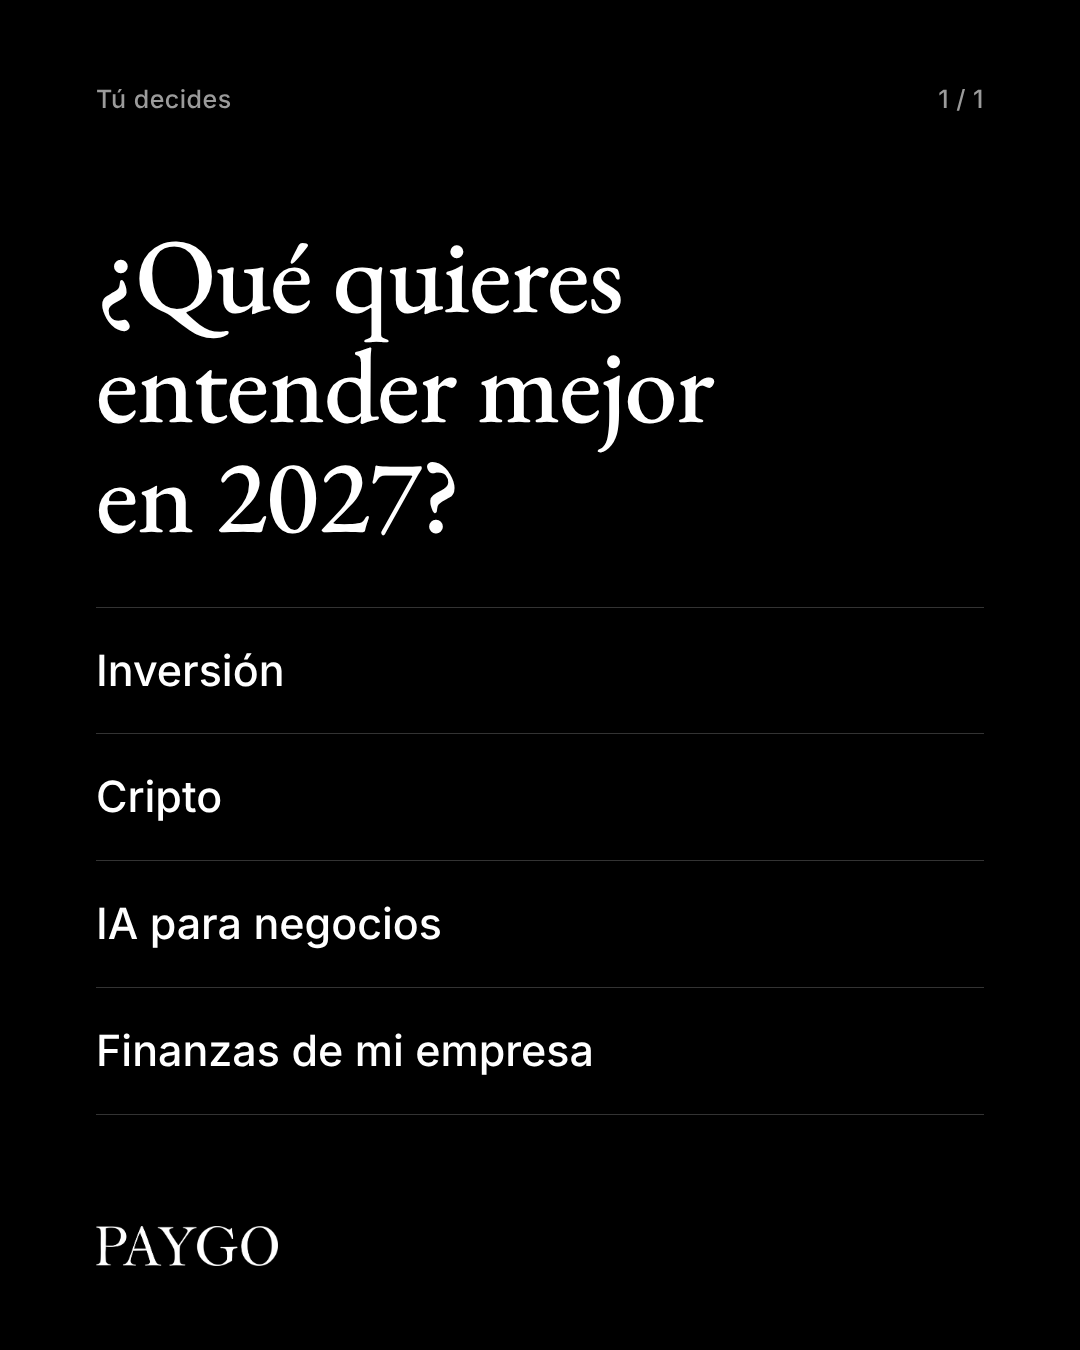 Tú decides
1 / 1
¿Qué quieres
entender mejor
en 2027?
Inversión
Cripto
IA para negocios
Finanzas de mi empresa
PAYGO